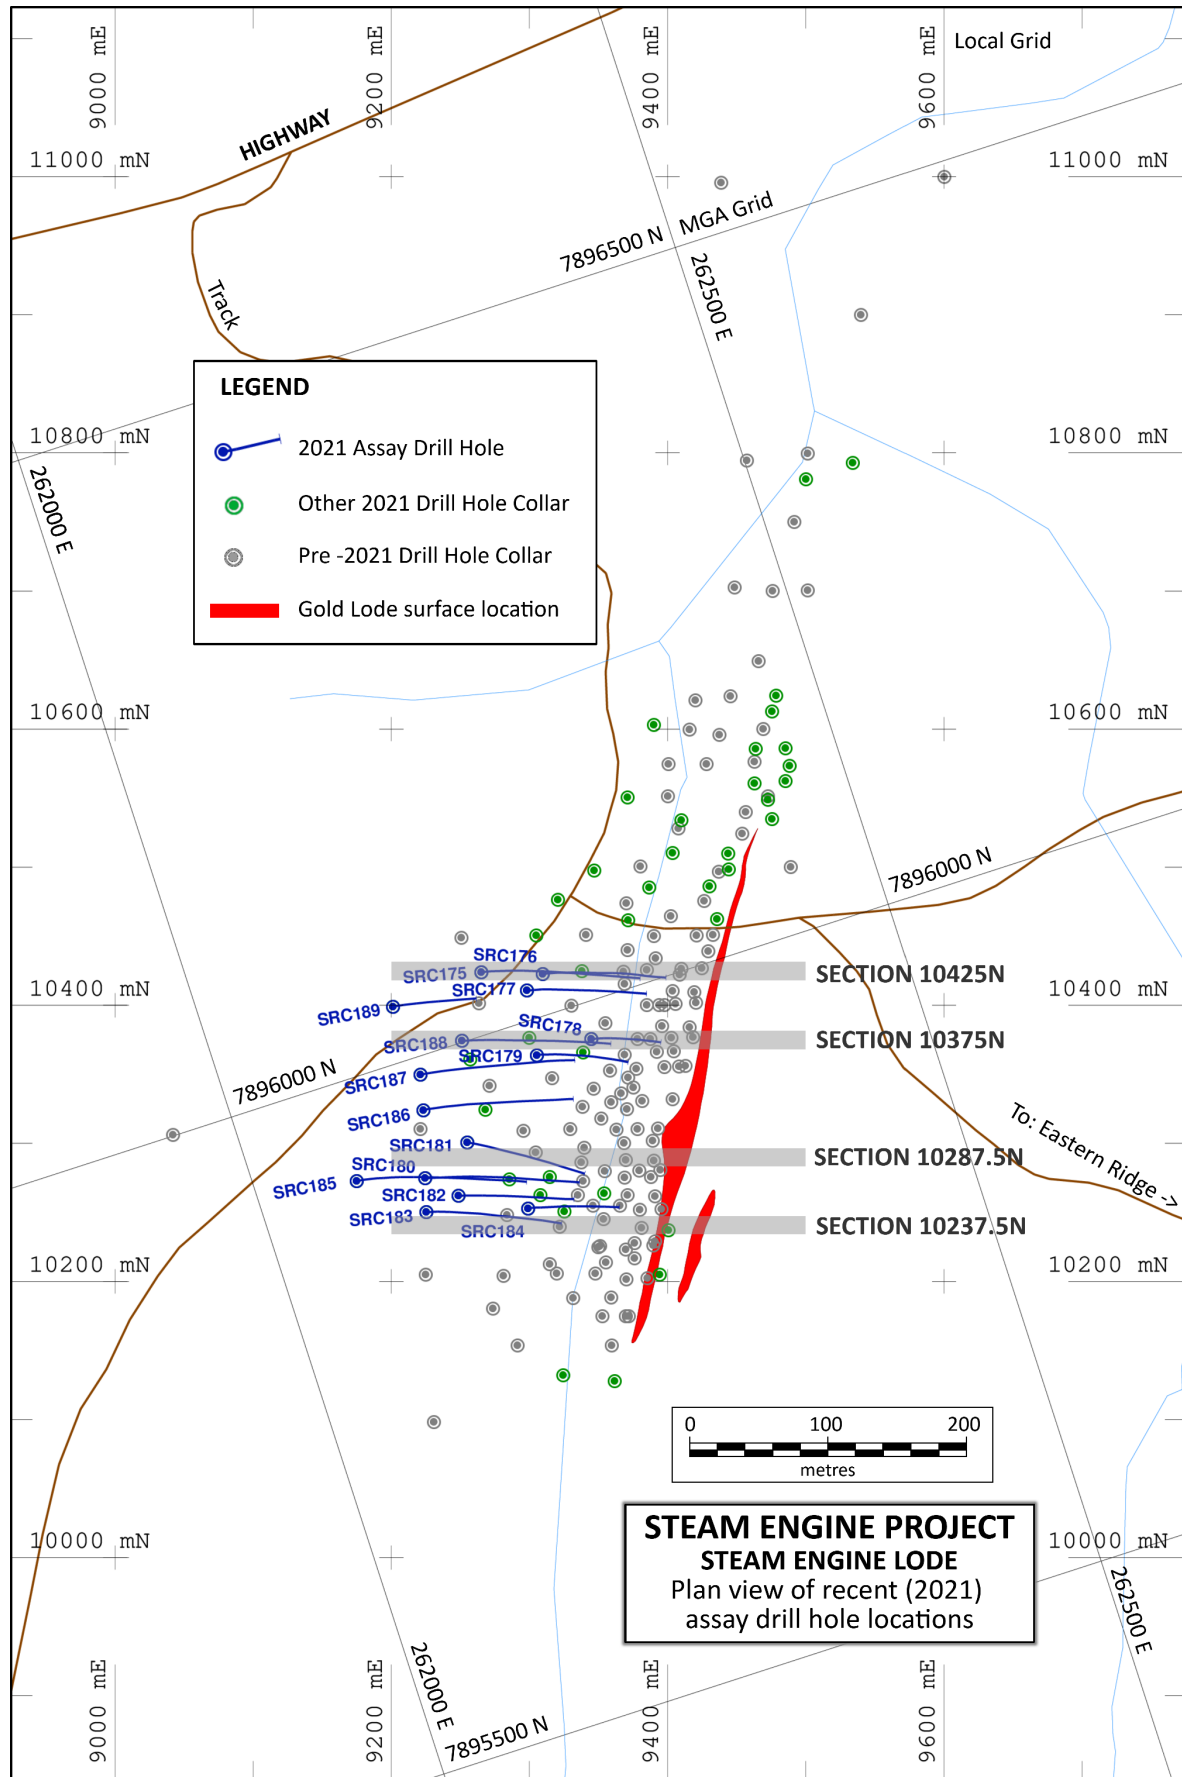 9000 mE
9200 mE
9400 mE
9600 mE
Local Grid
HIGHWAY
11000 mN
11000 mN
MGA Grid
7896500 N
262500 E
Track
LEGEND
2021 Assay Drill Hole
Other 2021 Drill Hole Collar
Pre -2021 Drill Hole Collar
Gold Lode surface location
10800 mN
10800 mN
262000 E
10600 mN
10600 mN
7896000 N
SRC176
SRC175
SECTION 10425N
SRC177
SRC189
10400 mN
10400 mN
SRC178
SRC188
SECTION 10375N
SRC179
7896000 N
SRC187
SRC186
To: Eastern Ridge ->
SRC181
SECTION 10287.5N
SRC180
SRC185
SRC182
SRC183
SRC184
SECTION 10237.5N
10200 mN
10200 mN
0 100 200
metres
STEAM ENGINE PROJECT
STEAM ENGINE LODE
Plan view of recent (2021)
assay drill hole locations
10000 mN
10000 mN
262500 E
262000 E
7895500 N
9000 mE
9200 mE
9400 mE
9600 mE